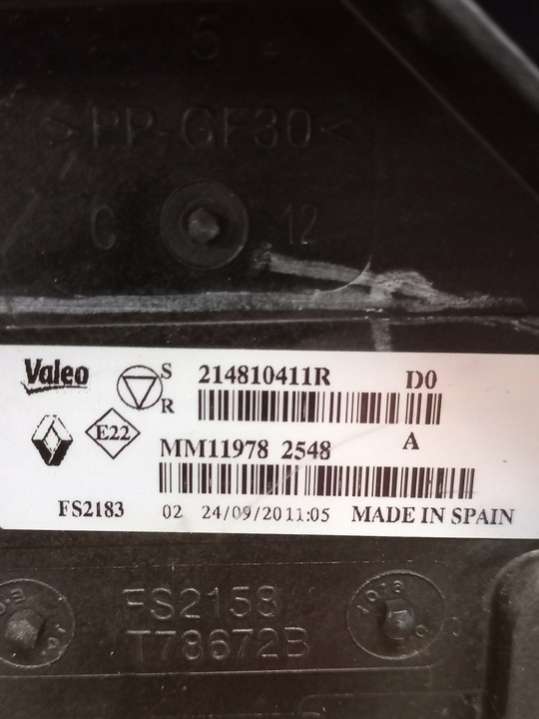 5
>PP-GF30<
C 12
Valeo S R 214810411R D0
E22 MM11978 2548 A
FS2183 02 24/09/2011:05 MADE IN SPAIN
FS2158
T78672B